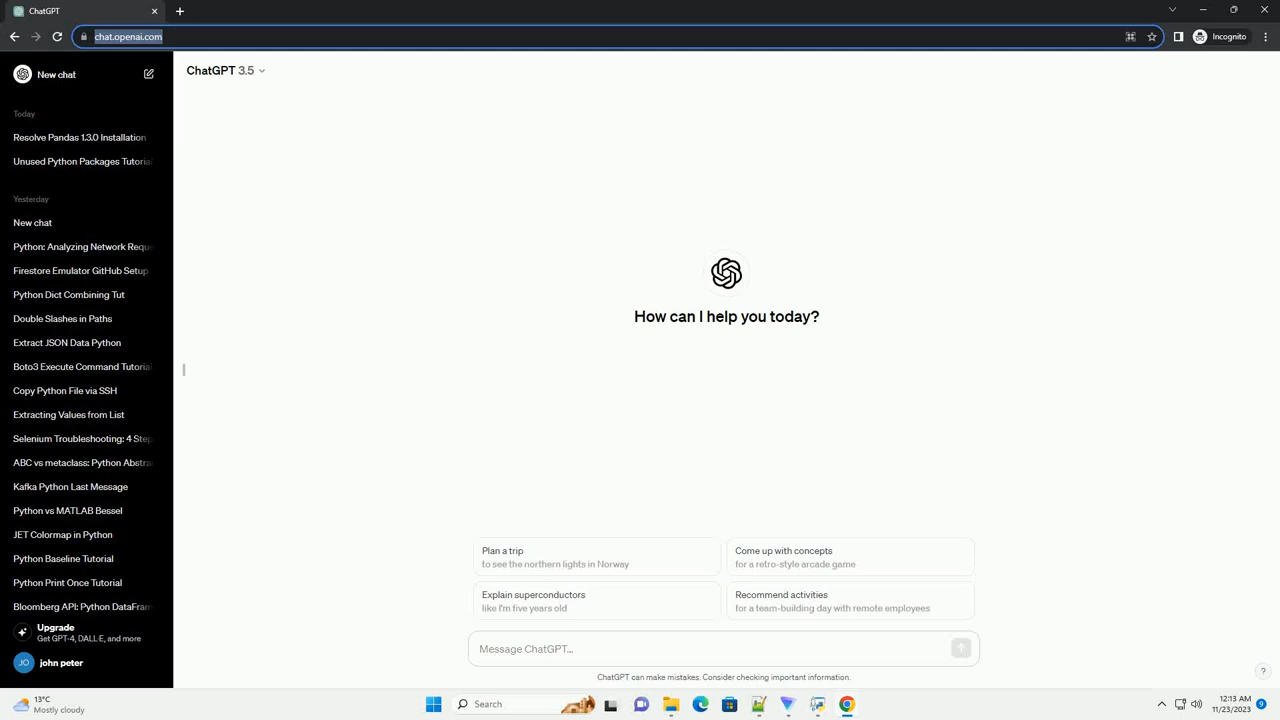 ChatGPT
chat.openai.com
Incognito
New chat
ChatGPT 3.5
Today
Resolve Pandas 1.3.0 Installation
Unused Python Packages Tutorial
Yesterday
New chat
Python: Analyzing Network Reque
Firestore Emulator GitHub Setup
Python Dict Combining Tut
Double Slashes in Paths
Extract JSON Data Python
Boto3 Execute Command Tutorial
Copy Python File via SSH
Extracting Values from List
Selenium Troubleshooting: 4 Step
ABC vs metaclass: Python Abstra
Kafka Python Last Message
Python vs MATLAB Bessel
JET Colormap in Python
Python Baseline Tutorial
Python Print Once Tutorial
Bloomberg API: Python DataFram
Upgrade
Get GPT-4, DALL·E, and more
JO john peter
How can I help you today?
Plan a trip
to see the northern lights in Norway
Come up with concepts
for a retro-style arcade game
Explain superconductors
like I'm five years old
Recommend activities
for a team-building day with remote employees
Message ChatGPT...
ChatGPT can make mistakes. Consider checking important information.
?
13°C
Mostly cloudy
Search
12:13 AM
11/23/2023
9